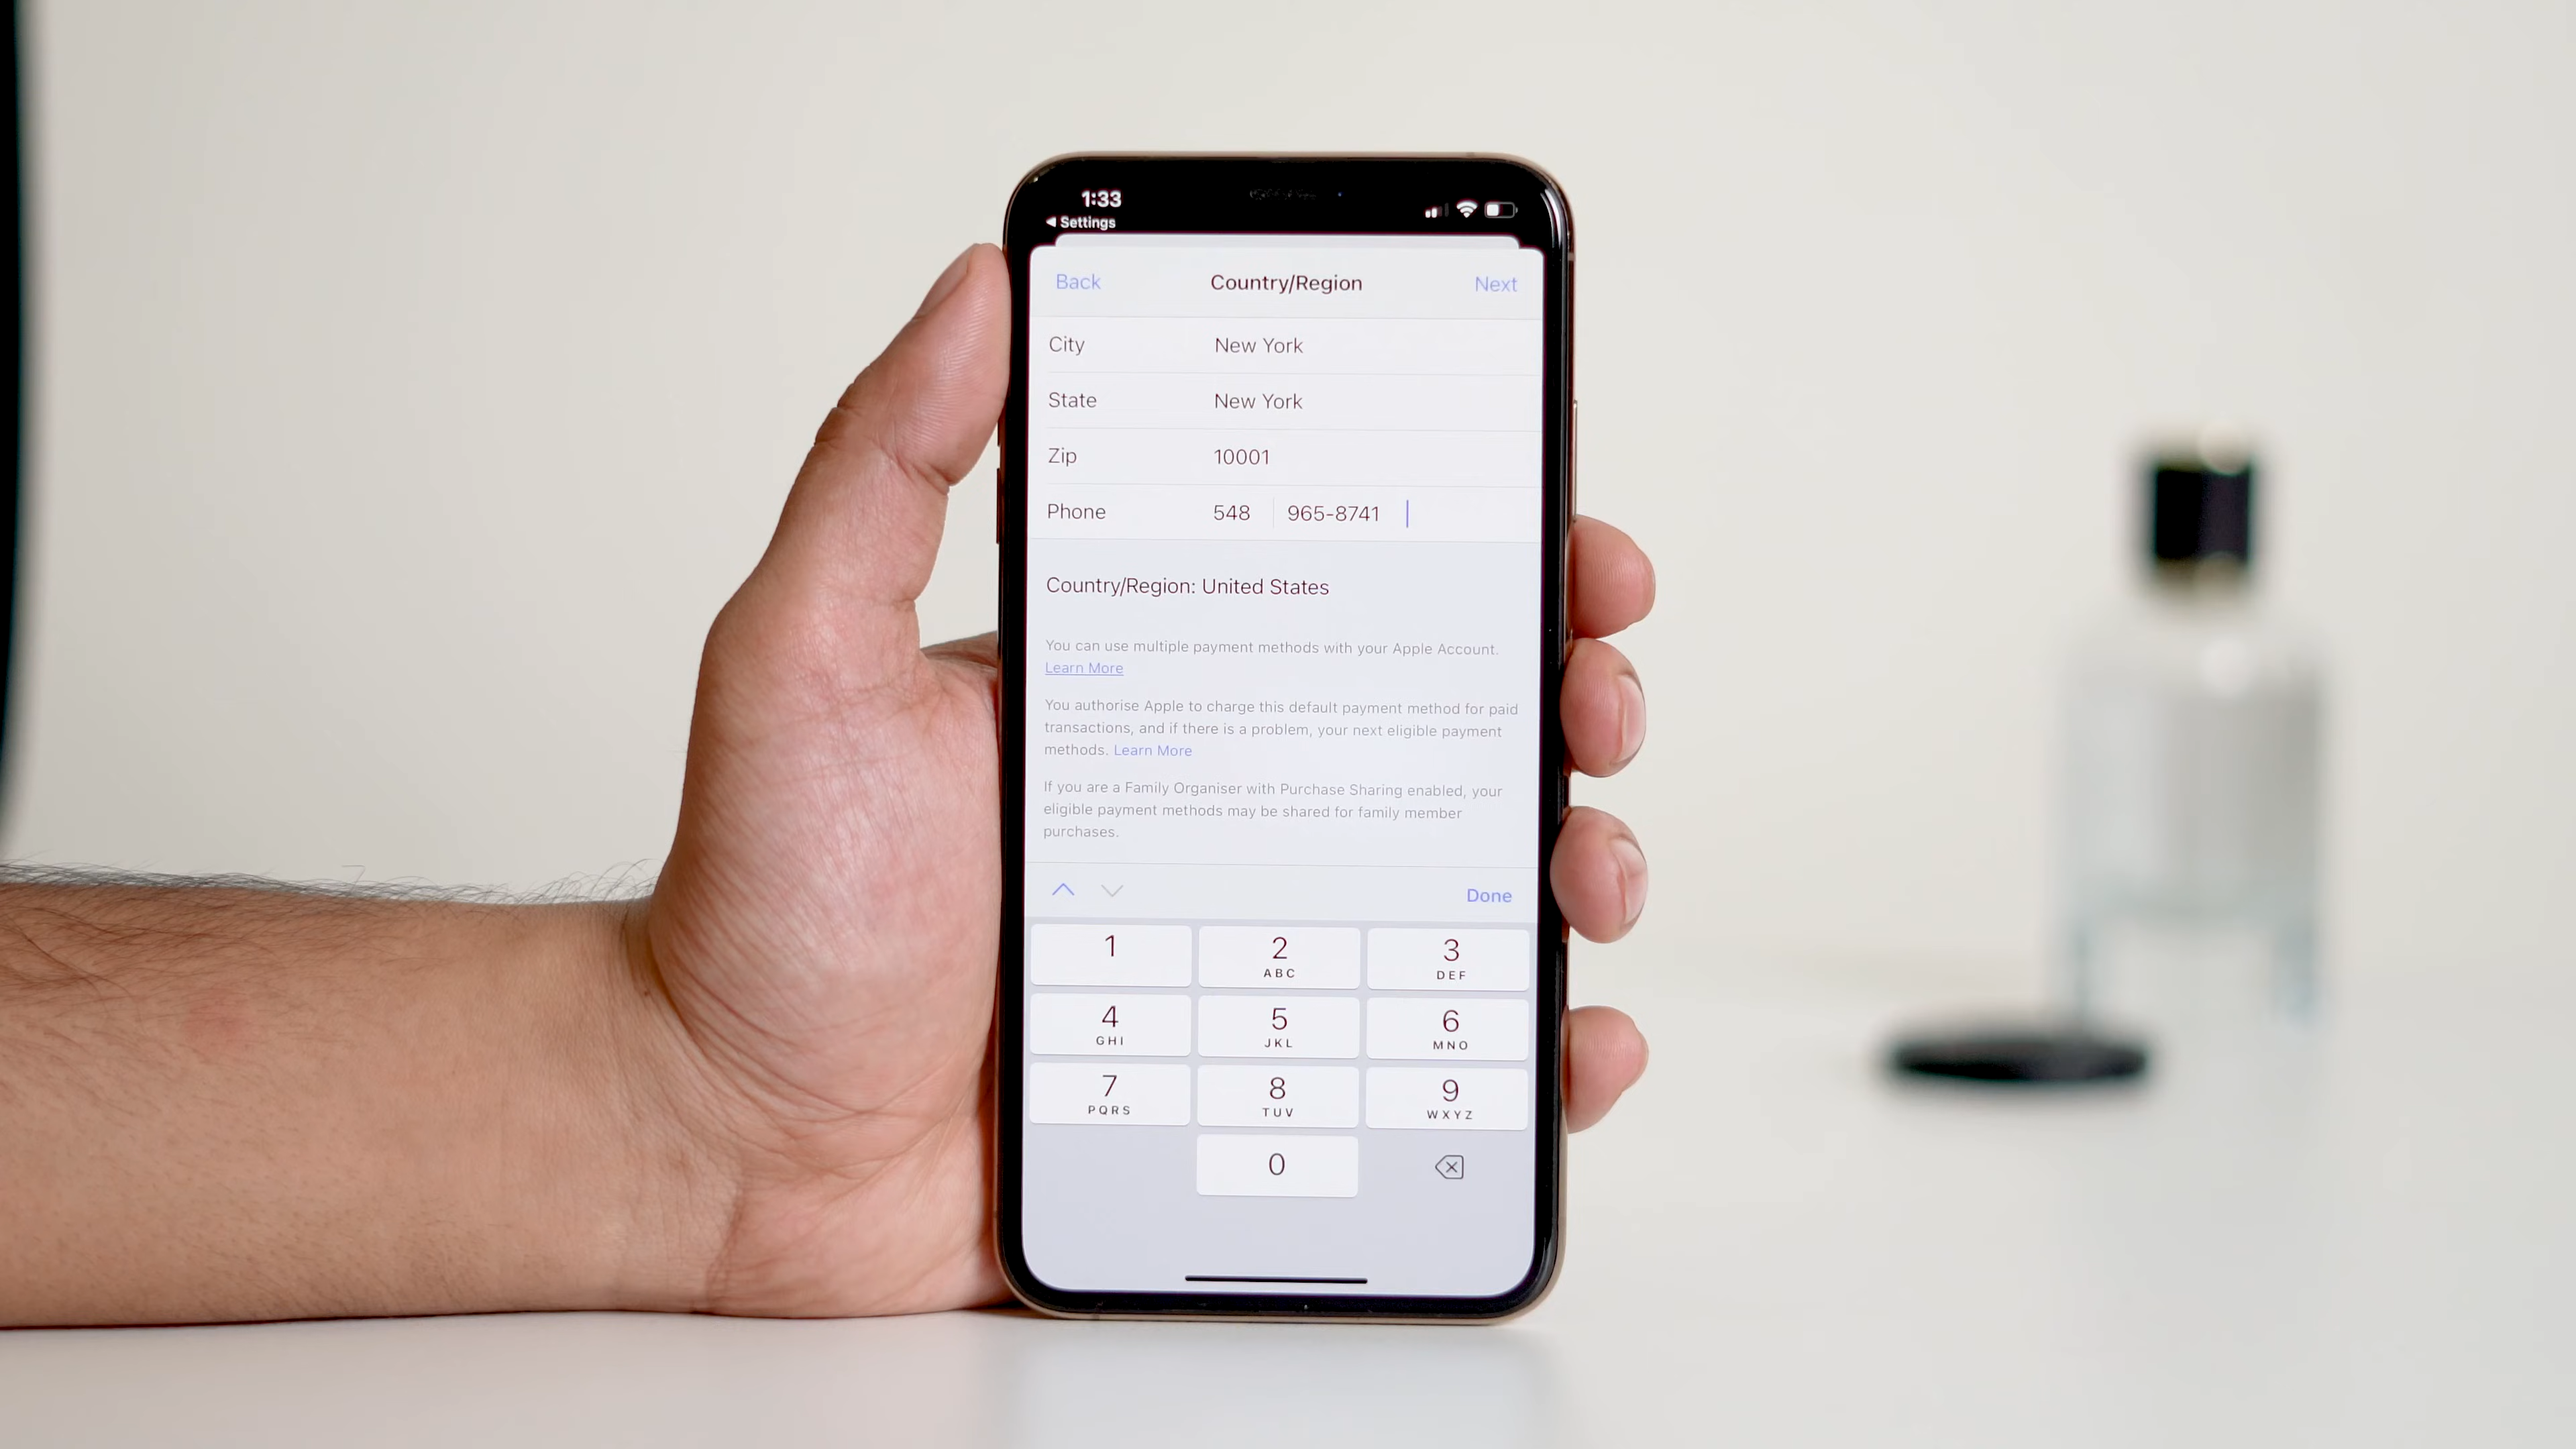 1:33
◀ Settings
Back Country/Region Next
City New York
State New York
Zip 10001
Phone 548 965-8741
Country/Region: United States
You can use multiple payment methods with your Apple Account.
Learn More
You authorise Apple to charge this default payment method for paid
transactions, and if there is a problem, your next eligible payment
methods. Learn More
If you are a Family Organiser with Purchase Sharing enabled, your
eligible payment methods may be shared for family member
purchases.
Done
1 2 3
ABC DEF
4 5 6
GHI JKL MNO
7 8 9
PQRS TUV WXYZ
0